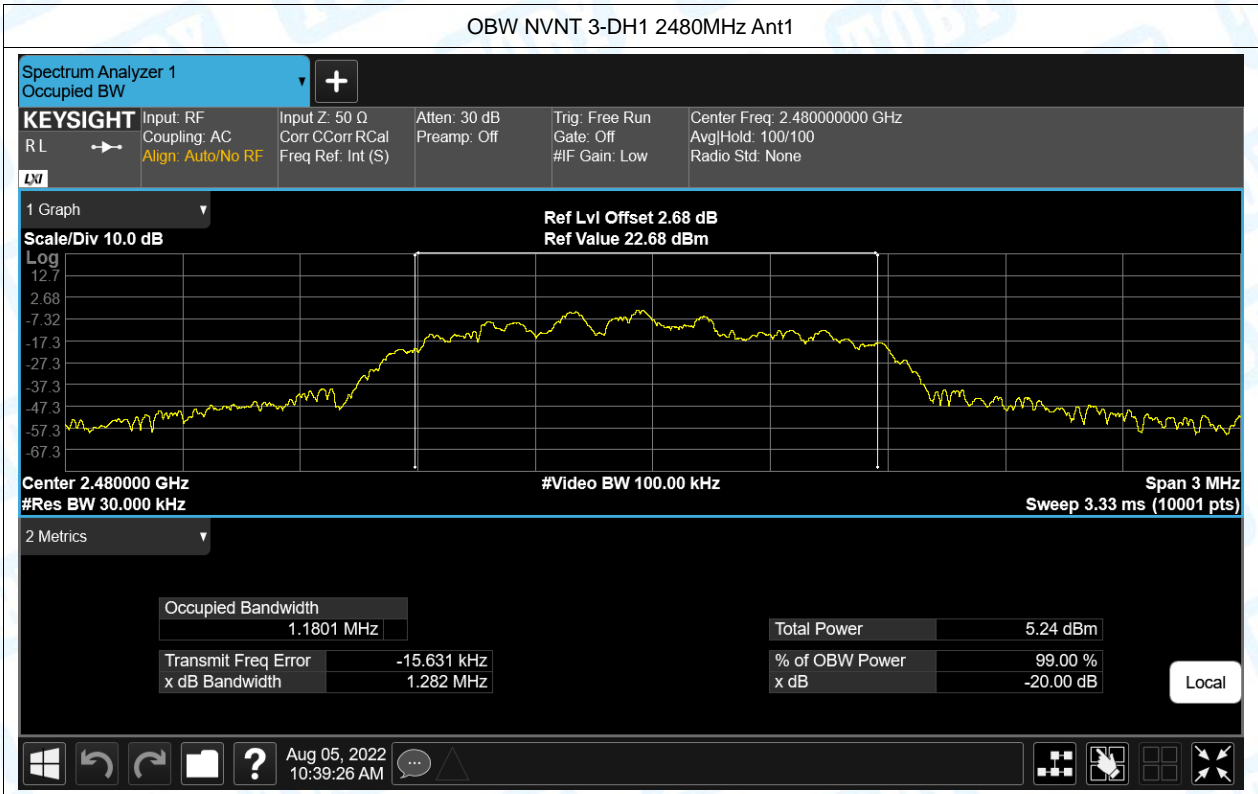 OBW NVNT 3-DH1 2480MHz Ant1
Spectrum Analyzer 1
Occupied BW
KEYSIGHT
R L
LXI
Input: RF
Coupling: AC
Align: Auto/No RF
Input Z: 50 Ω
Corr CCorr RCal
Freq Ref: Int (S)
Atten: 30 dB
Preamp: Off
Trig: Free Run
Gate: Off
#IF Gain: Low
Center Freq: 2.480000000 GHz
Avg|Hold: 100/100
Radio Std: None
1 Graph
Ref Lvl Offset 2.68 dB
Scale/Div 10.0 dB
Ref Value 22.68 dBm
Log
12.7
2.68
-7.32
-17.3
-27.3
-37.3
-47.3
-57.3
-67.3
Center 2.480000 GHz
#Video BW 100.00 kHz
Span 3 MHz
#Res BW 30.000 kHz
Sweep 3.33 ms (10001 pts)
2 Metrics
Occupied Bandwidth
1.1801 MHz
Total Power 5.24 dBm
Transmit Freq Error -15.631 kHz
% of OBW Power 99.00 %
x dB Bandwidth 1.282 MHz
x dB -20.00 dB
Local
?
Aug 05, 2022
10:39:26 AM